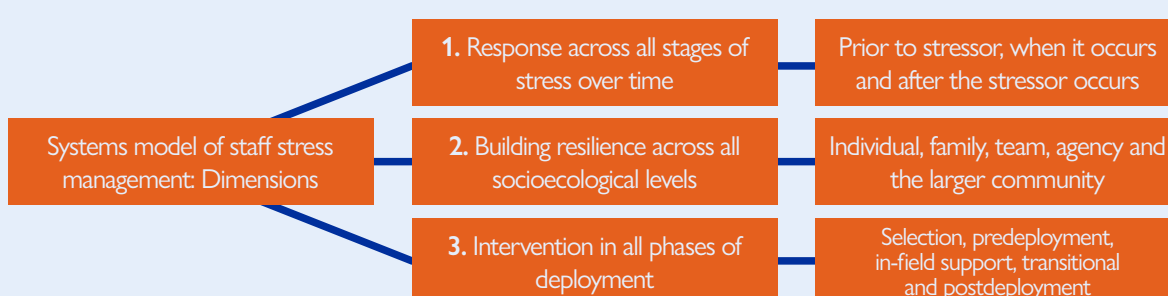 Systems model of staff stress
management: Dimensions
1. Response across all stages of
stress over time
Prior to stressor, when it occurs
and after the stressor occurs
2. Building resilience across all
socioecological levels
Individual, family, team, agency and
the larger community
3. Intervention in all phases of
deployment
Selection, predeployment,
in-field support, transitional
and postdeployment